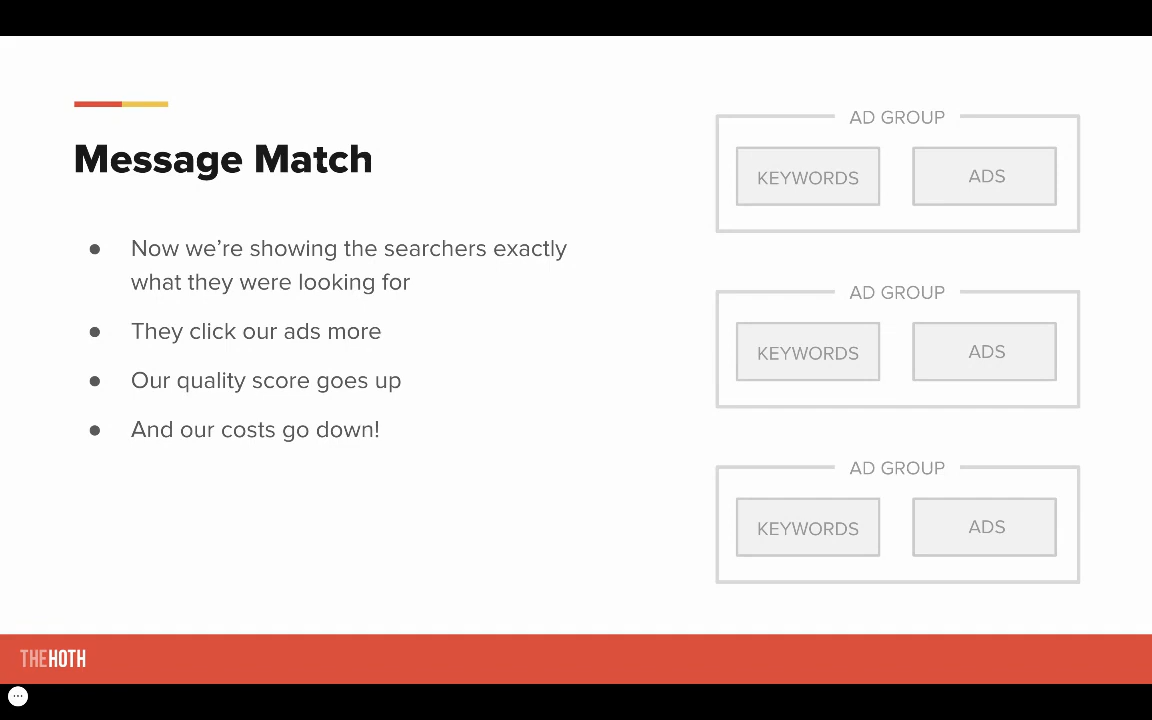 Message Match
● Now we’re showing the searchers exactly
what they were looking for
● They click our ads more
● Our quality score goes up
● And our costs go down!
AD GROUP
KEYWORDS ADS
AD GROUP
KEYWORDS ADS
AD GROUP
KEYWORDS ADS
THEHOTH